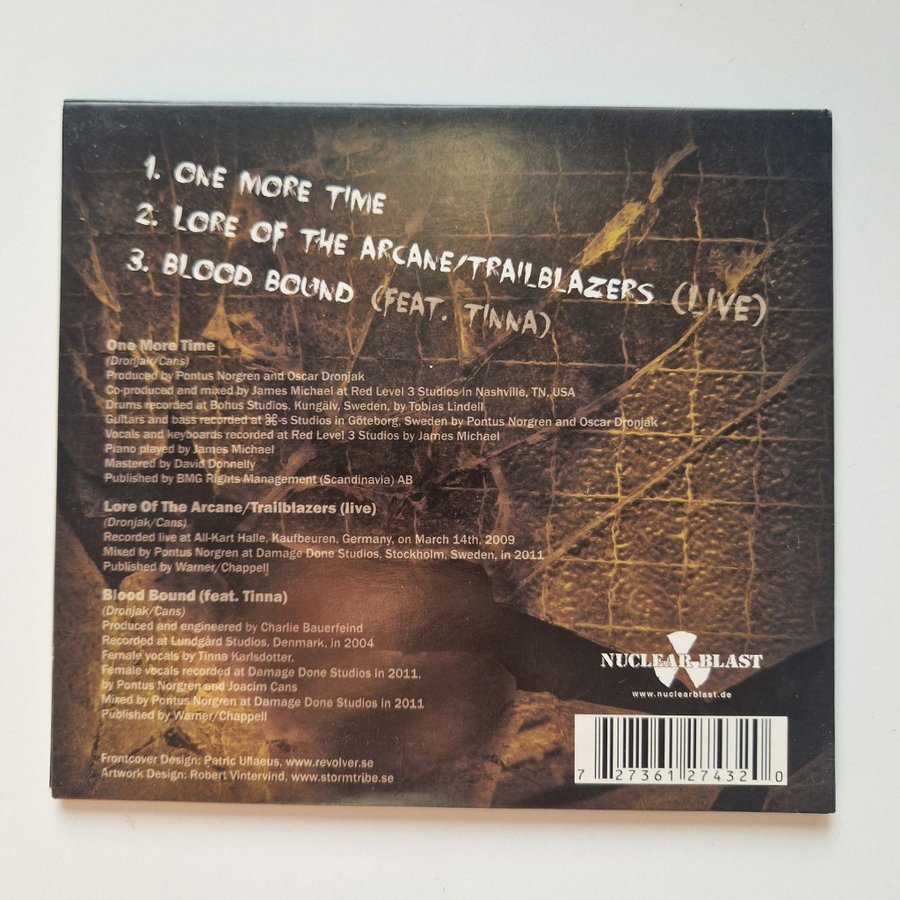 1. ONE MORE TIME
2. LORE OF THE ARCANE/TRAILBLAZERS (LIVE)
3. BLOOD BOUND (FEAT. TINNA)
One More Time
(Dronjak/Cans)
Produced by Pontus Norgren and Oscar Dronjak
Co-produced and mixed by James Michael at Red Level 3 Studios in Nashville, TN, USA
Drums recorded at Bohus Studios, Kungälv, Sweden, by Tobias Lindell
Guitars and bass recorded at ⌘-s Studios in Göteborg, Sweden by Pontus Norgren and Oscar Dronjak
Vocals and keyboards recorded at Red Level 3 Studios by James Michael
Piano played by James Michael
Mastered by David Donnelly
Published by BMG Rights Management (Scandinavia) AB
Lore Of The Arcane/Trailblazers (live)
(Dronjak/Cans)
Recorded live at All-Kart Halle, Kaufbeuren, Germany, on March 14th, 2009
Mixed by Pontus Norgren at Damage Done Studios, Stockholm, Sweden, in 2011
Published by Warner/Chappell
Blood Bound (feat. Tinna)
(Dronjak/Cans)
Produced and engineered by Charlie Bauerfeind
Recorded at Lundgård Studios, Denmark, in 2004
Female vocals by Tinna Karlsdotter.
Female vocals recorded at Damage Done Studios in 2011,
by Pontus Norgren and Joacim Cans
Mixed by Pontus Norgren at Damage Done Studios in 2011
Published by Warner/Chappell
Frontcover Design: Patric Ullaeus, www.revolver.se
Artwork Design: Robert Vintervind, www.stormtribe.se
NUCLEAR BLAST
www.nuclearblast.de
7 27361 27432 0